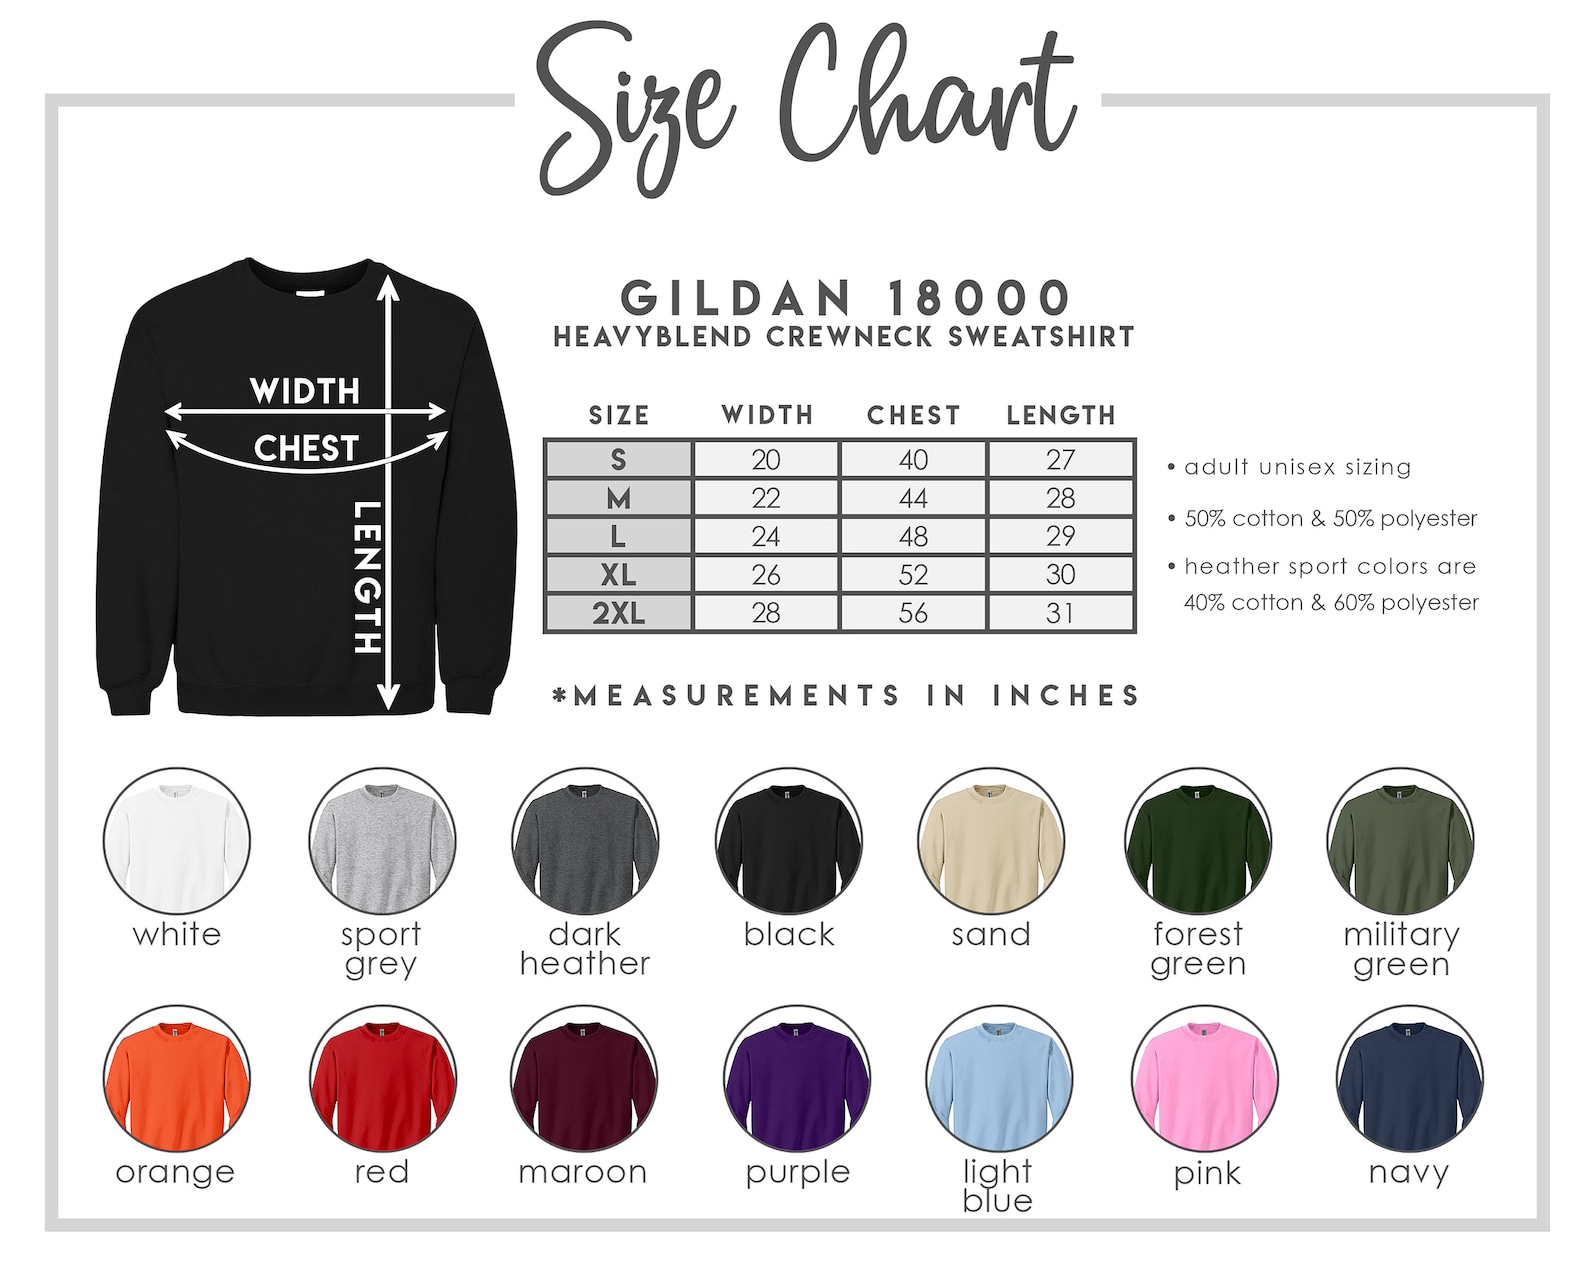 Size Chart
GILDAN 18000
HEAVYBLEND CREWNECK SWEATSHIRT
WIDTH
CHEST
LENGTH
SIZE WIDTH CHEST LENGTH
S 20 40 27
M 22 44 28
L 24 48 29
XL 26 52 30
2XL 28 56 31
• adult unisex sizing
• 50% cotton & 50% polyester
• heather sport colors are
40% cotton & 60% polyester
*MEASUREMENTS IN INCHES
white
sport
grey
dark
heather
black
sand
forest
green
military
green
orange
red
maroon
purple
light
blue
pink
navy